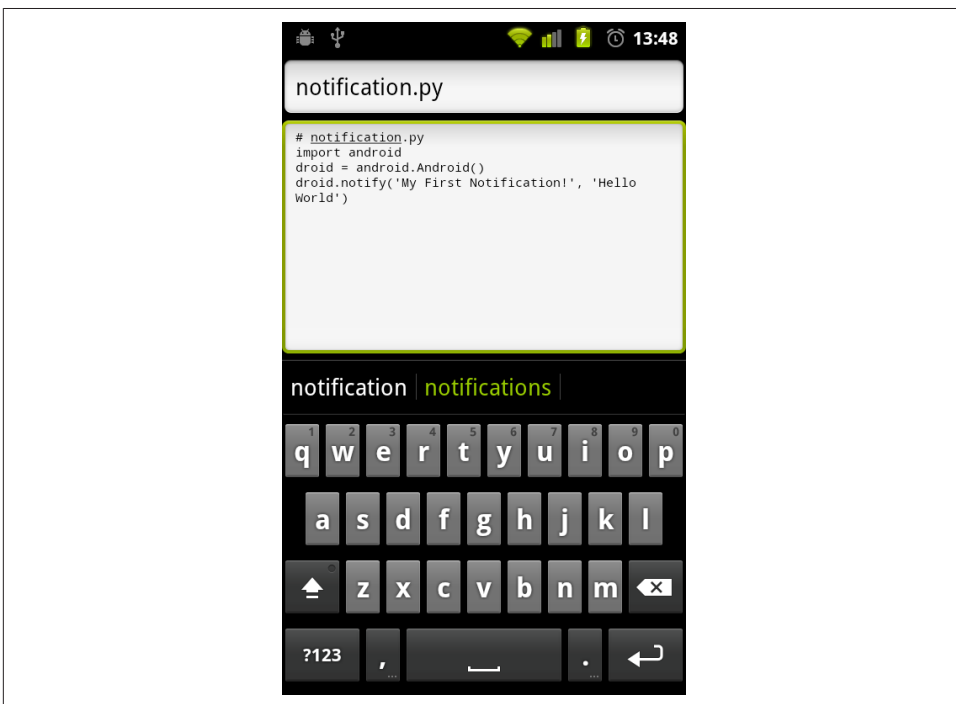 13:48
notification.py
# notification.py
import android
droid = android.Android()
droid.notify('My First Notification!', 'Hello
World')
notification notifications
1 2 3 4 5 6 7 8 9 0
q w e r t y u i o p
a s d f g h j k l
z x c v b n m
?123 , ... . ...